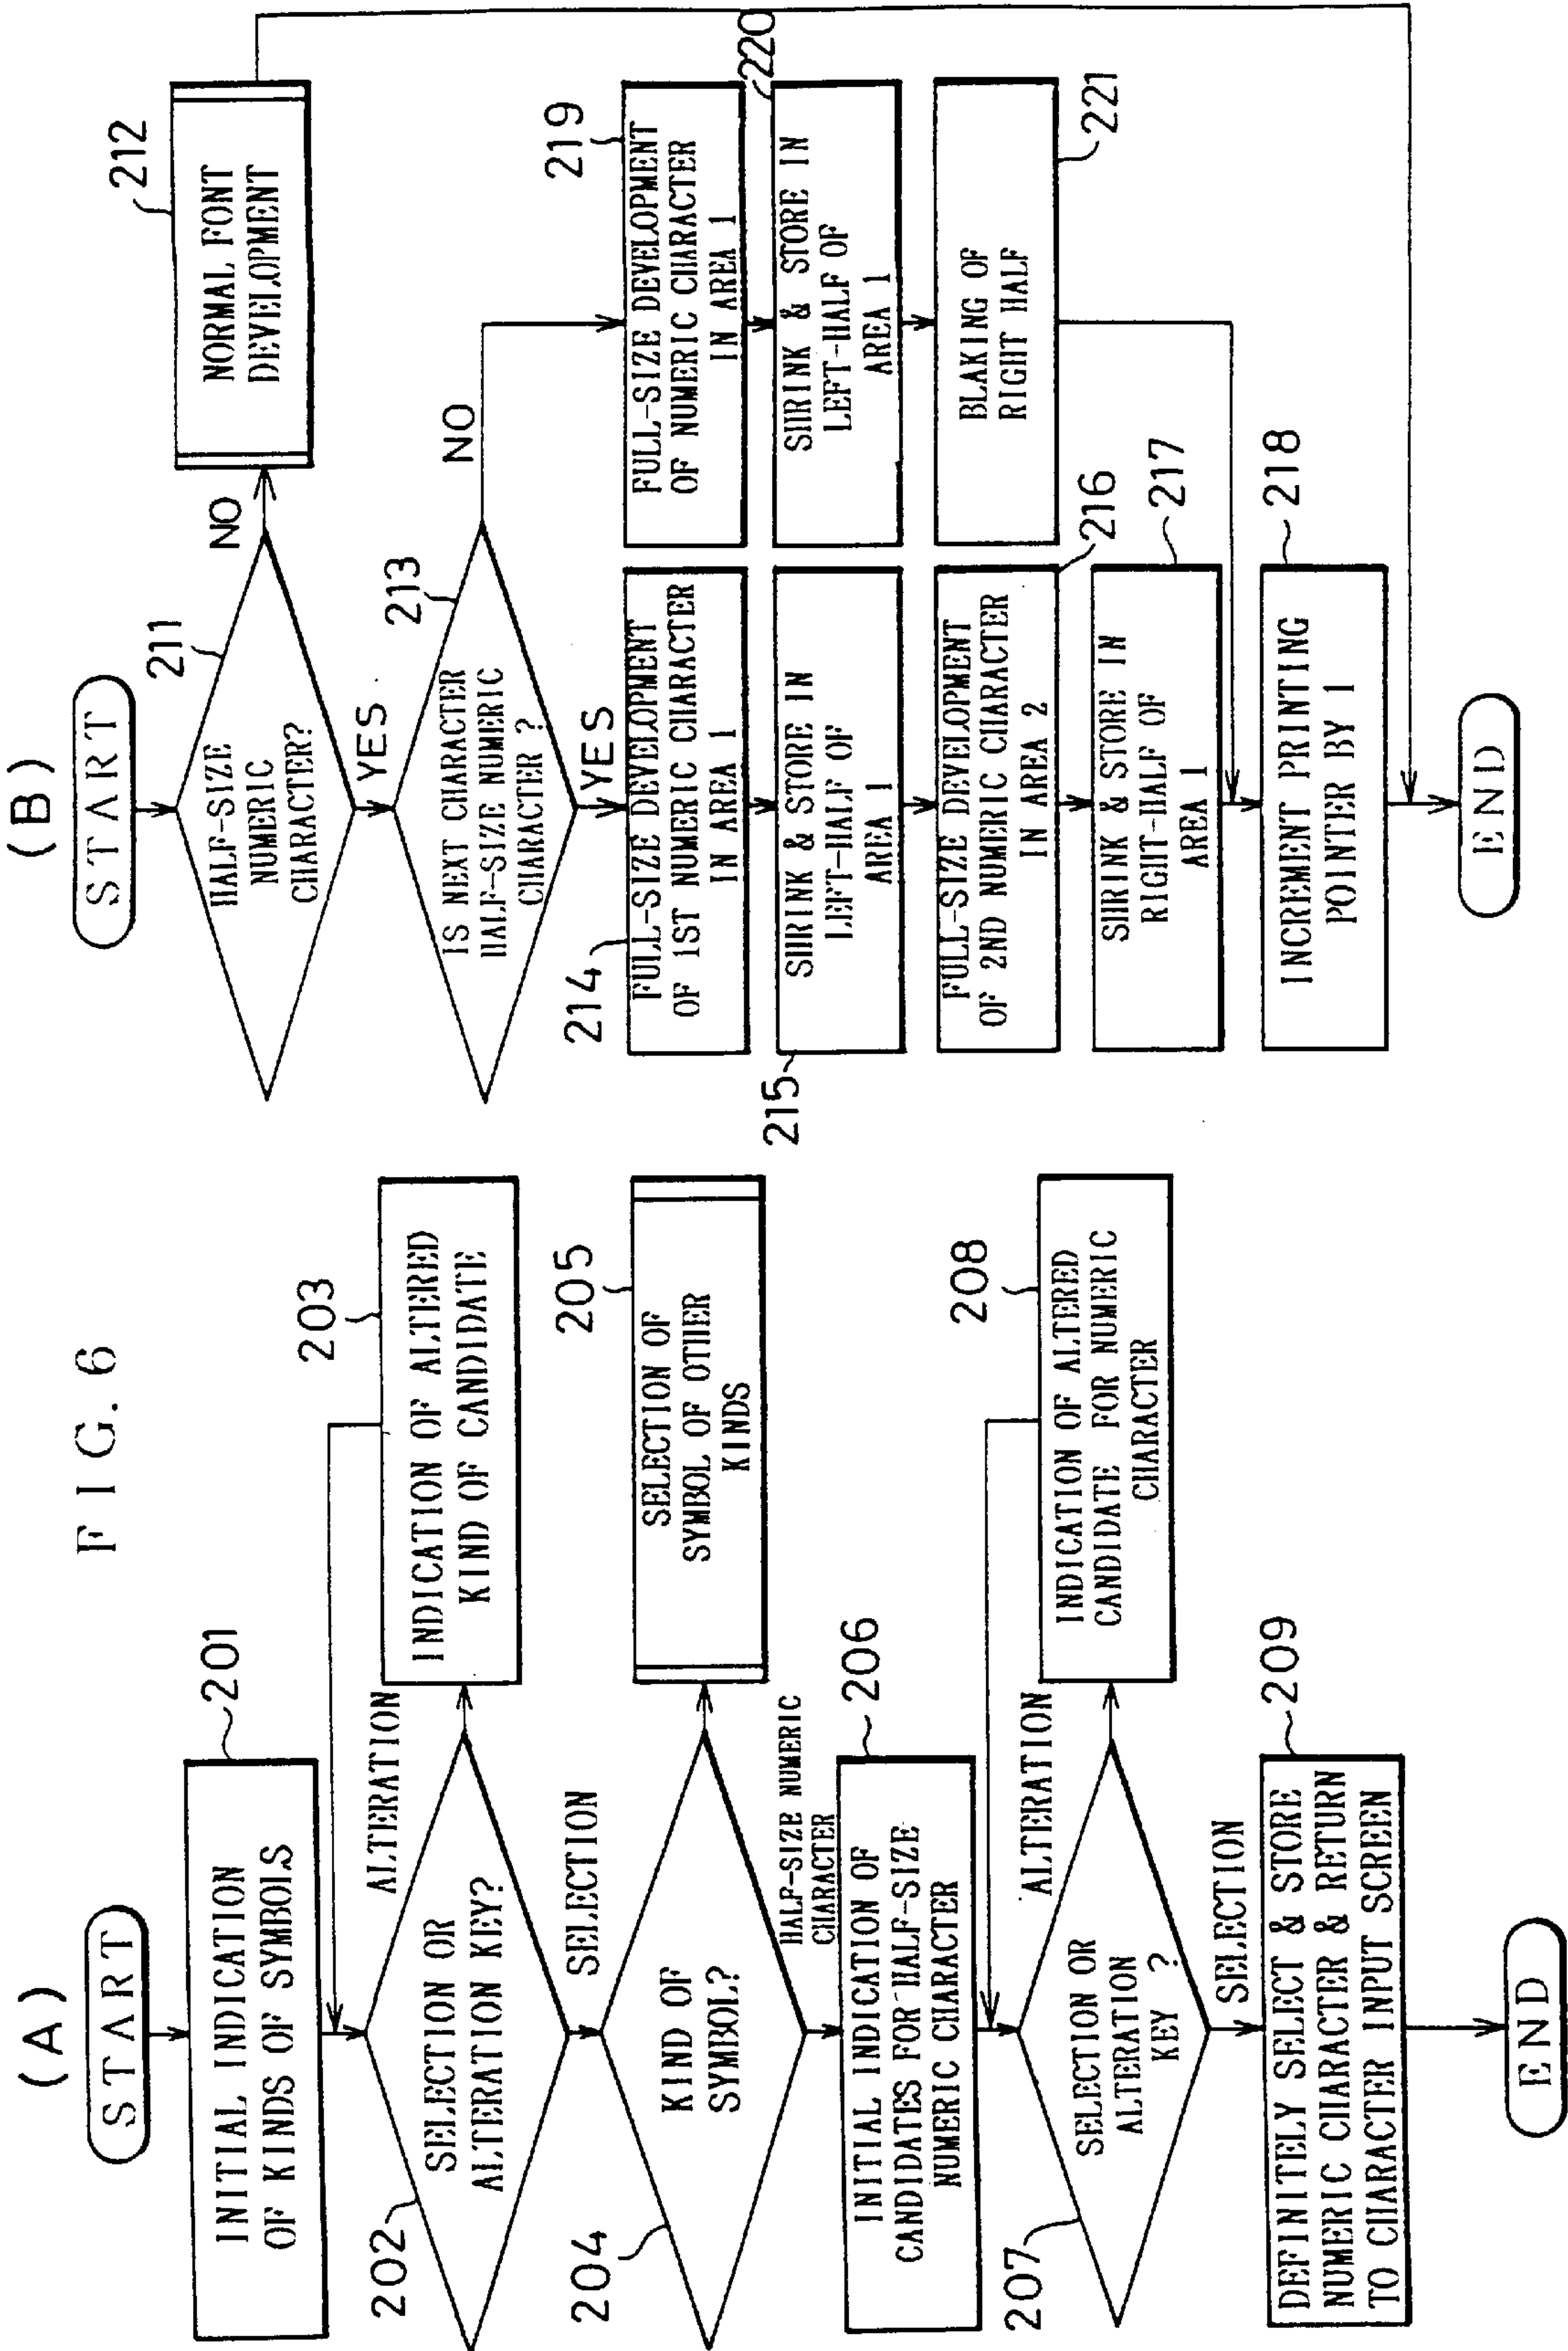 F I G. 6
(A)
START
201
INITIAL INDICATION
OF KINDS OF SYMBOLS
202
SELECTION OR
ALTERATION KEY?
ALTERATION
203
INDICATION OF ALTERED
KIND OF CANDIDATE
SELECTION
204
KIND OF
SYMBOL?
205
SELECTION OF
SYMBOL OF OTHER
KINDS
HALF-SIZE NUMERIC
CHARACTER
206
INITIAL INDICATION OF
CANDIDATES FOR HALF-SIZE
NUMERIC CHARACTER
207
SELECTION OR
ALTERATION
KEY ?
ALTERATION
208
INDICATION OF ALTERED
CANDIDATE FOR NUMERIC
CHARACTER
SELECTION
209
DEFINITELY SELECT & STORE
NUMERIC CHARACTER & RETURN
TO CHARACTER INPUT SCREEN
END
(B)
START
211
HALF-SIZE
NUMERIC
CHARACTER?
NO
212
NORMAL FONT
DEVELOPMENT
YES
213
IS NEXT CHARACTER
HALF-SIZE NUMERIC
CHARACTER ?
NO
YES
214
FULL-SIZE DEVELOPMENT
OF 1ST NUMERIC CHARACTER
IN AREA 1
215
SHRINK & STORE IN
LEFT-HALF OF
AREA 1
216
FULL-SIZE DEVELOPMENT
OF 2ND NUMERIC CHARACTER
IN AREA 2
217
SHRINK & STORE IN
RIGHT-HALF OF
AREA 1
218
INCREMENT PRINTING
POINTER BY 1
219
FULL-SIZE DEVELOPMENT
OF NUMERIC CHARACTER
IN AREA 1
220
SHRINK & STORE IN
LEFT-HALF OF
AREA 1
221
BLAKING OF
RIGHT HALF
END